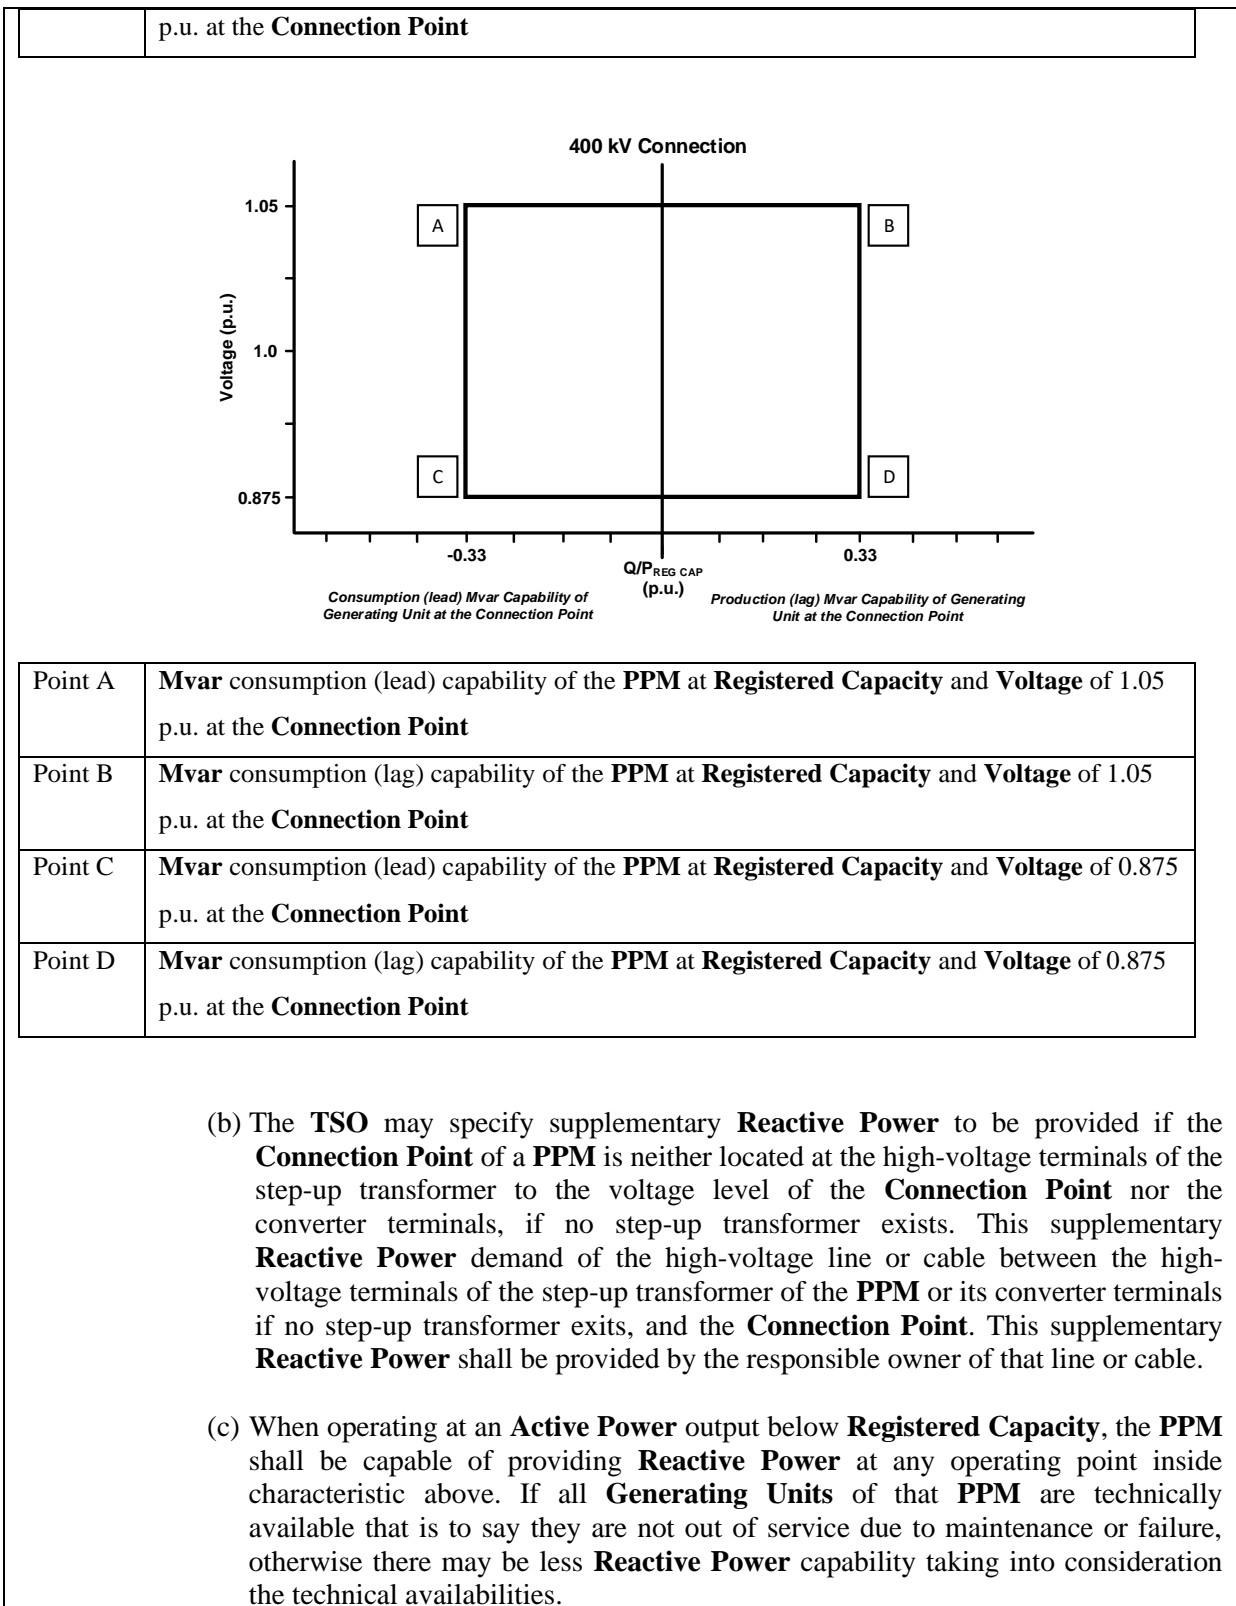 p.u. at the Connection Point
400 kV Connection
1.05
A
B
1.0
Voltage (p.u.)
C
D
0.875
-0.33
0.33
Q/PREG CAP
(p.u.)
Consumption (lead) Mvar Capability of
Generating Unit at the Connection Point
Production (lag) Mvar Capability of Generating
Unit at the Connection Point
Point A Mvar consumption (lead) capability of the PPM at Registered Capacity and Voltage of 1.05
p.u. at the Connection Point
Point B Mvar consumption (lag) capability of the PPM at Registered Capacity and Voltage of 1.05
p.u. at the Connection Point
Point C Mvar consumption (lead) capability of the PPM at Registered Capacity and Voltage of 0.875
p.u. at the Connection Point
Point D Mvar consumption (lag) capability of the PPM at Registered Capacity and Voltage of 0.875
p.u. at the Connection Point
(b) The TSO may specify supplementary Reactive Power to be provided if the
Connection Point of a PPM is neither located at the high-voltage terminals of the
step-up transformer to the voltage level of the Connection Point nor the
converter terminals, if no step-up transformer exists. This supplementary
Reactive Power demand of the high-voltage line or cable between the high-
voltage terminals of the step-up transformer of the PPM or its converter terminals
if no step-up transformer exits, and the Connection Point. This supplementary
Reactive Power shall be provided by the responsible owner of that line or cable.
(c) When operating at an Active Power output below Registered Capacity, the PPM
shall be capable of providing Reactive Power at any operating point inside
characteristic above. If all Generating Units of that PPM are technically
available that is to say they are not out of service due to maintenance or failure,
otherwise there may be less Reactive Power capability taking into consideration
the technical availabilities.